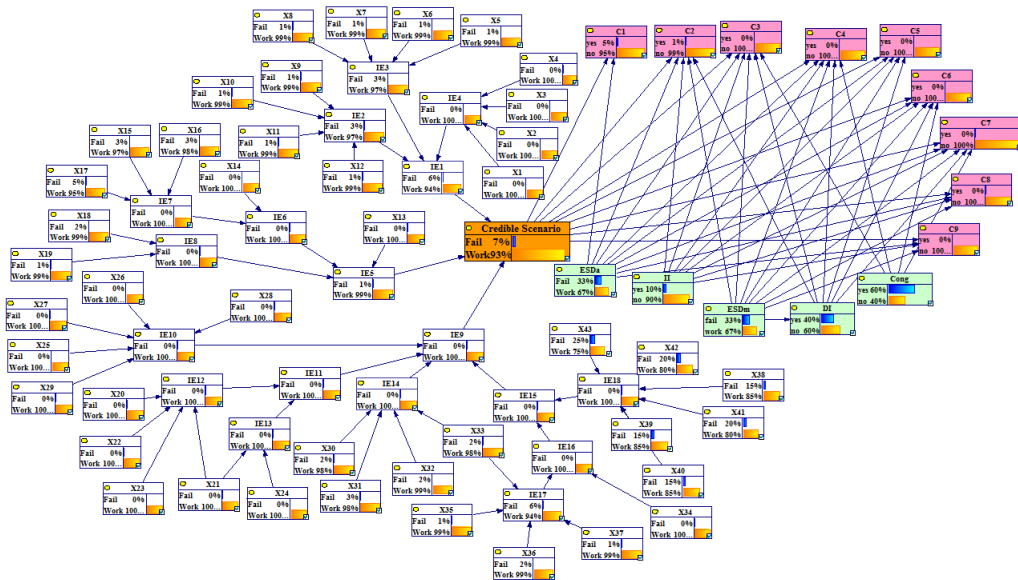 X8
Fail 1%
Work 99%
X7
Fail 1%
Work 99%
X6
Fail 1%
Work 99%
X5
Fail 1%
Work 99%
C1
yes 5%
no 95%
C2
yes 1%
no 99%
C3
yes 0%
no 100...
C4
yes 0%
no 100...
C5
yes 0%
no 100...
X10
Fail 1%
Work 99%
X9
Fail 1%
Work 99%
IE3
Fail 3%
Work 97%
X4
Fail 0%
Work 100...
C6
yes 0%
no 100...
IE4
Fail 0%
Work 100...
X3
Fail 0%
Work 100...
X15
Fail 3%
Work 97%
X16
Fail 3%
Work 98%
X11
Fail 1%
Work 99%
IE2
Fail 3%
Work 97%
X2
Fail 0%
Work 100...
C7
yes 0%
no 100%
X17
Fail 5%
Work 95%
X14
Fail 0%
Work 100...
X12
Fail 1%
Work 99%
IE1
Fail 6%
Work 94%
X1
Fail 0%
Work 100...
C8
yes 0%
no 100...
X18
Fail 2%
Work 99%
IE7
Fail 0%
Work 100...
IE6
Fail 0%
Work 100...
X13
Fail 0%
Work 100...
Credible Scenario
Fail 7%
Work 93%
C9
yes 0%
no 100...
X19
Fail 1%
Work 99%
IE8
Fail 0%
Work 100...
IE5
Fail 1%
Work 99%
ESDa
Fail 33%
Work 67%
II
yes 10%
no 90%
Cong
yes 60%
no 40%
X26
Fail 0%
Work 100...
X27
Fail 0%
Work 100...
X28
Fail 0%
Work 100...
ESDm
fail 33%
work 67%
DI
yes 40%
no 60%
X25
Fail 0%
Work 100...
IE10
Fail 0%
Work 100...
IE9
Fail 0%
Work 100...
X43
Fail 25%
Work 75%
X42
Fail 20%
Work 80%
X29
Fail 0%
Work 100...
X20
Fail 0%
Work 100...
IE12
Fail 0%
Work 100...
IE11
Fail 0%
Work 100...
IE14
Fail 0%
Work 100...
IE15
Fail 0%
Work 100...
IE18
Fail 0%
Work 100...
X38
Fail 15%
Work 85%
X22
Fail 0%
Work 100...
IE13
Fail 0%
Work 100...
X30
Fail 2%
Work 98%
X33
Fail 2%
Work 98%
IE16
Fail 0%
Work 100...
X39
Fail 15%
Work 85%
X41
Fail 20%
Work 80%
X23
Fail 0%
Work 100...
X21
Fail 0%
Work 100...
X24
Fail 0%
Work 100...
X31
Fail 3%
Work 98%
X32
Fail 2%
Work 99%
X40
Fail 15%
Work 85%
X35
Fail 1%
Work 99%
IE17
Fail 6%
Work 94%
X34
Fail 0%
Work 100...
X36
Fail 2%
Work 99%
X37
Fail 1%
Work 99%